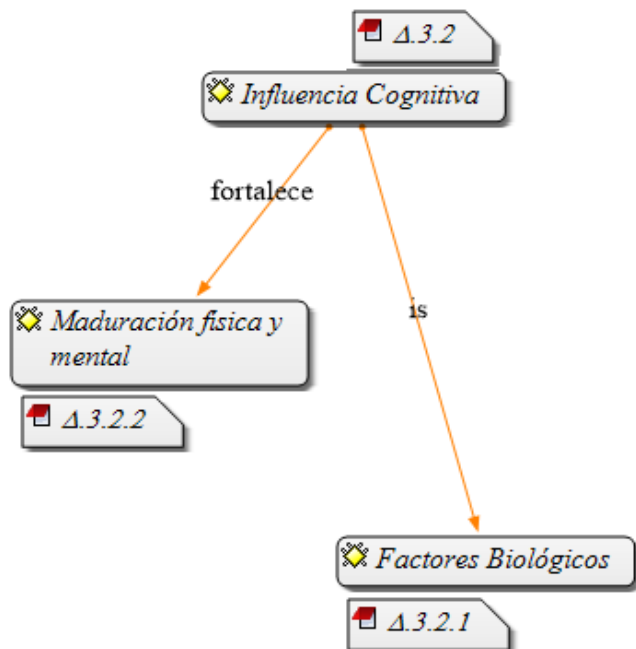 Δ.3.2
Influencia Cognitiva
fortalece
Maduración física y
mental
is
Δ.3.2.2
Factores Biológicos
Δ.3.2.1